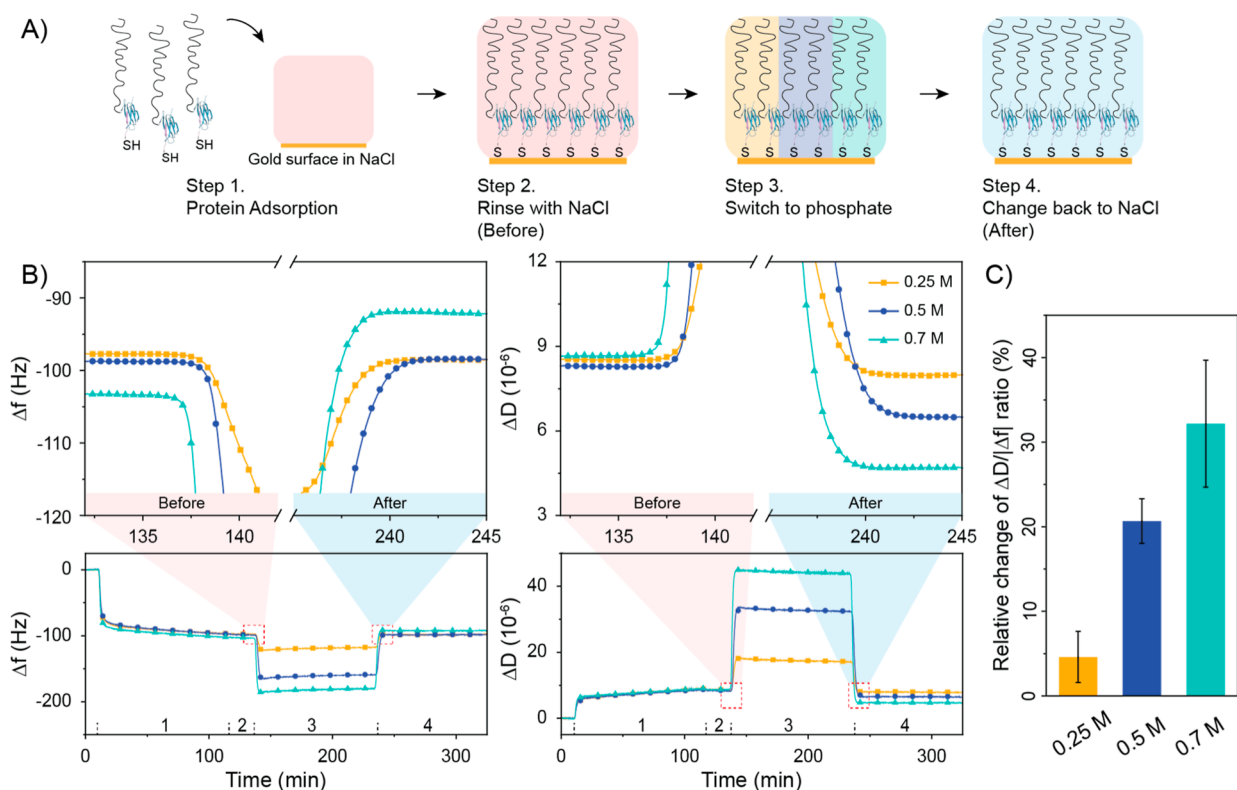 A)
SH
SH
SH
Gold surface in NaCl
Step 1.
Protein Adsorption
S S S S S S
Step 2.
Rinse with NaCl
(Before)
S S S S S S
Step 3.
Switch to phosphate
S S S S S S
Step 4.
Change back to NaCl
(After)
B)
Δf (Hz)
-90
-100
-110
-120
Before
After
135
140
240
245
ΔD (10⁻⁶)
12
9
6
3
0.25 M
0.5 M
0.7 M
Before
After
135
140
240
245
Δf (Hz)
0
-100
-200
1 2 3 4
0 100 200 300
Time (min)
ΔD (10⁻⁶)
40
20
0
1 2 3 4
0 100 200 300
Time (min)
C)
Relative change of ΔD/|Δf| ratio (%)
40
30
20
10
0
0.25 M
0.5 M
0.7 M